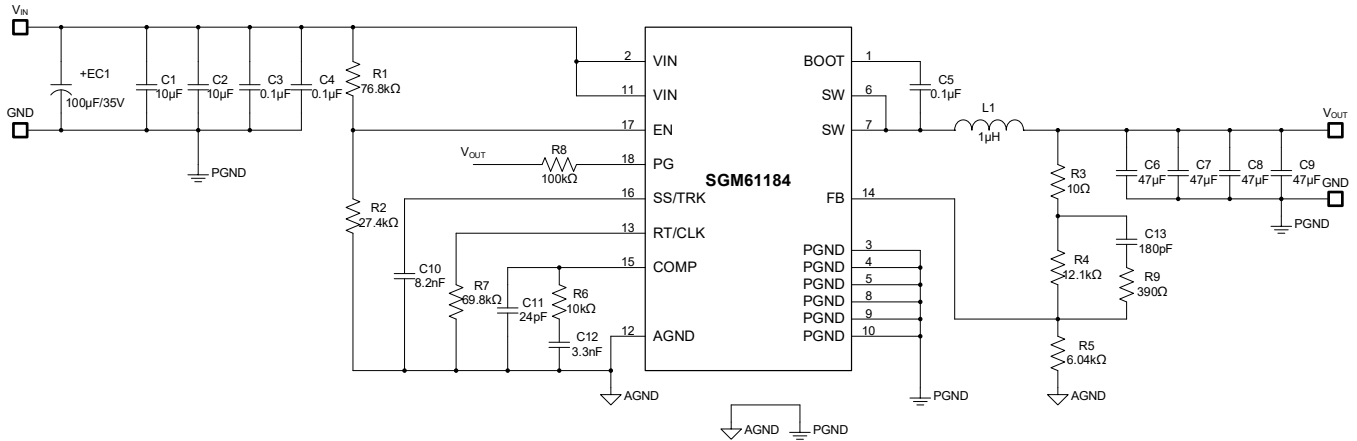 VIN
GND
+EC1
100μF/35V
C1
10μF
C2
10μF
C3
0.1μF
C4
0.1μF
PGND
R1
76.8kΩ
R2
27.4kΩ
VOUT
R8
100kΩ
C10
8.2nF
R7
69.8kΩ
C11
24pF
R6
10kΩ
C12
3.3nF
AGND
2 VIN
11 VIN
17 EN
18 PG
16 SS/TRK
13 RT/CLK
15 COMP
12 AGND
SGM61184
BOOT 1
SW 6
SW 7
FB 14
PGND 3
PGND 4
PGND 5
PGND 8
PGND 9
PGND 10
PGND
AGND PGND
C5
0.1μF
L1
1μH
R3
10Ω
R4
12.1kΩ
C13
180pF
R9
390Ω
R5
6.04kΩ
AGND
C6
47μF
C7
47μF
C8
47μF
C9
47μF
VOUT
GND
PGND